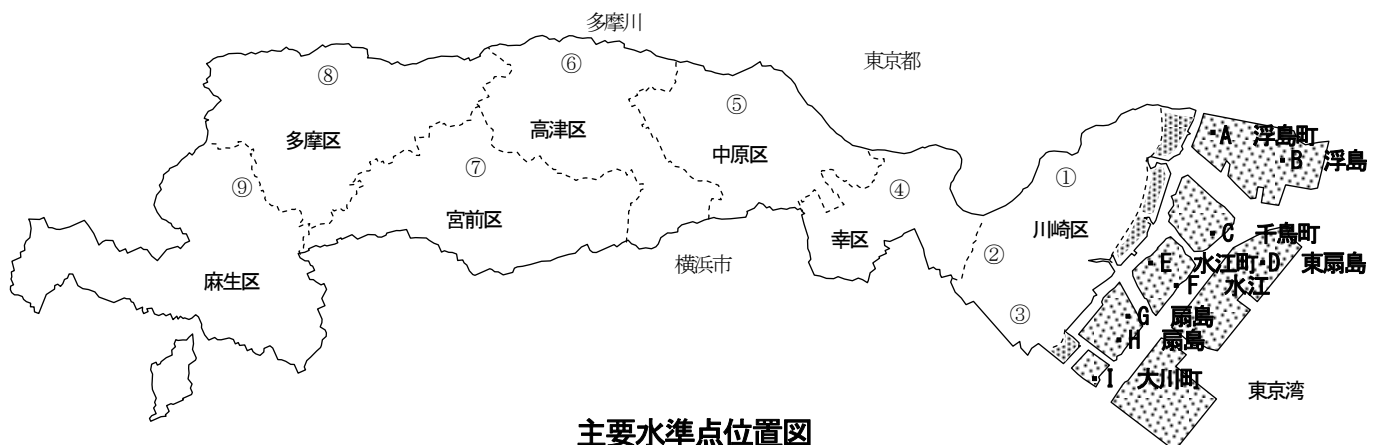 多摩川
東京都
⑧
⑥
⑤
多摩区
高津区
中原区
⑨
⑦
④
①
宮前区
幸区
川崎区
②
③
麻生区
横浜市
A 浮島町
B 浮島
C 千鳥町
E 水江町
D 東扇島
F 水江
G 扇島
H 扇島
I 大川町
東京湾
主要水準点位置図